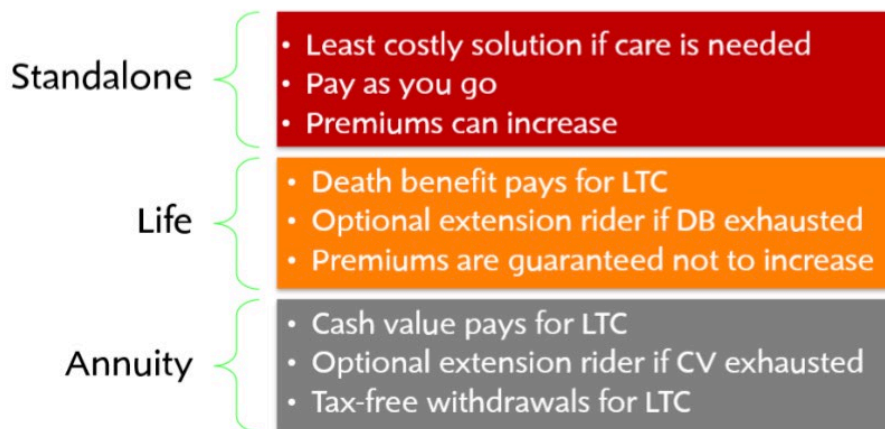 Standalone
• Least costly solution if care is needed
• Pay as you go
• Premiums can increase
Life
• Death benefit pays for LTC
• Optional extension rider if DB exhausted
• Premiums are guaranteed not to increase
Annuity
• Cash value pays for LTC
• Optional extension rider if CV exhausted
• Tax-free withdrawals for LTC